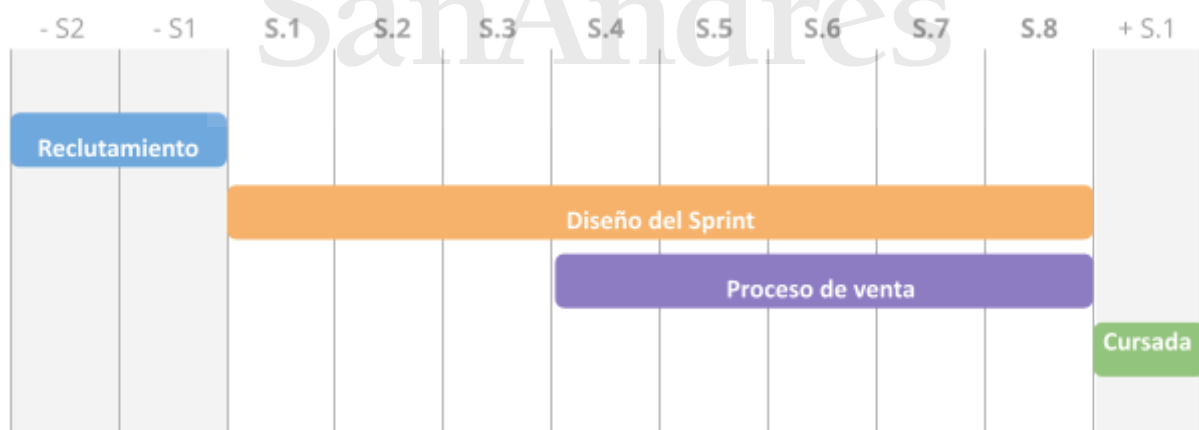 SanAndrés
- S2 - S1 S.1 S.2 S.3 S.4 S.5 S.6 S.7 S.8 + S.1
Reclutamiento
Diseño del Sprint
Proceso de venta
Cursada